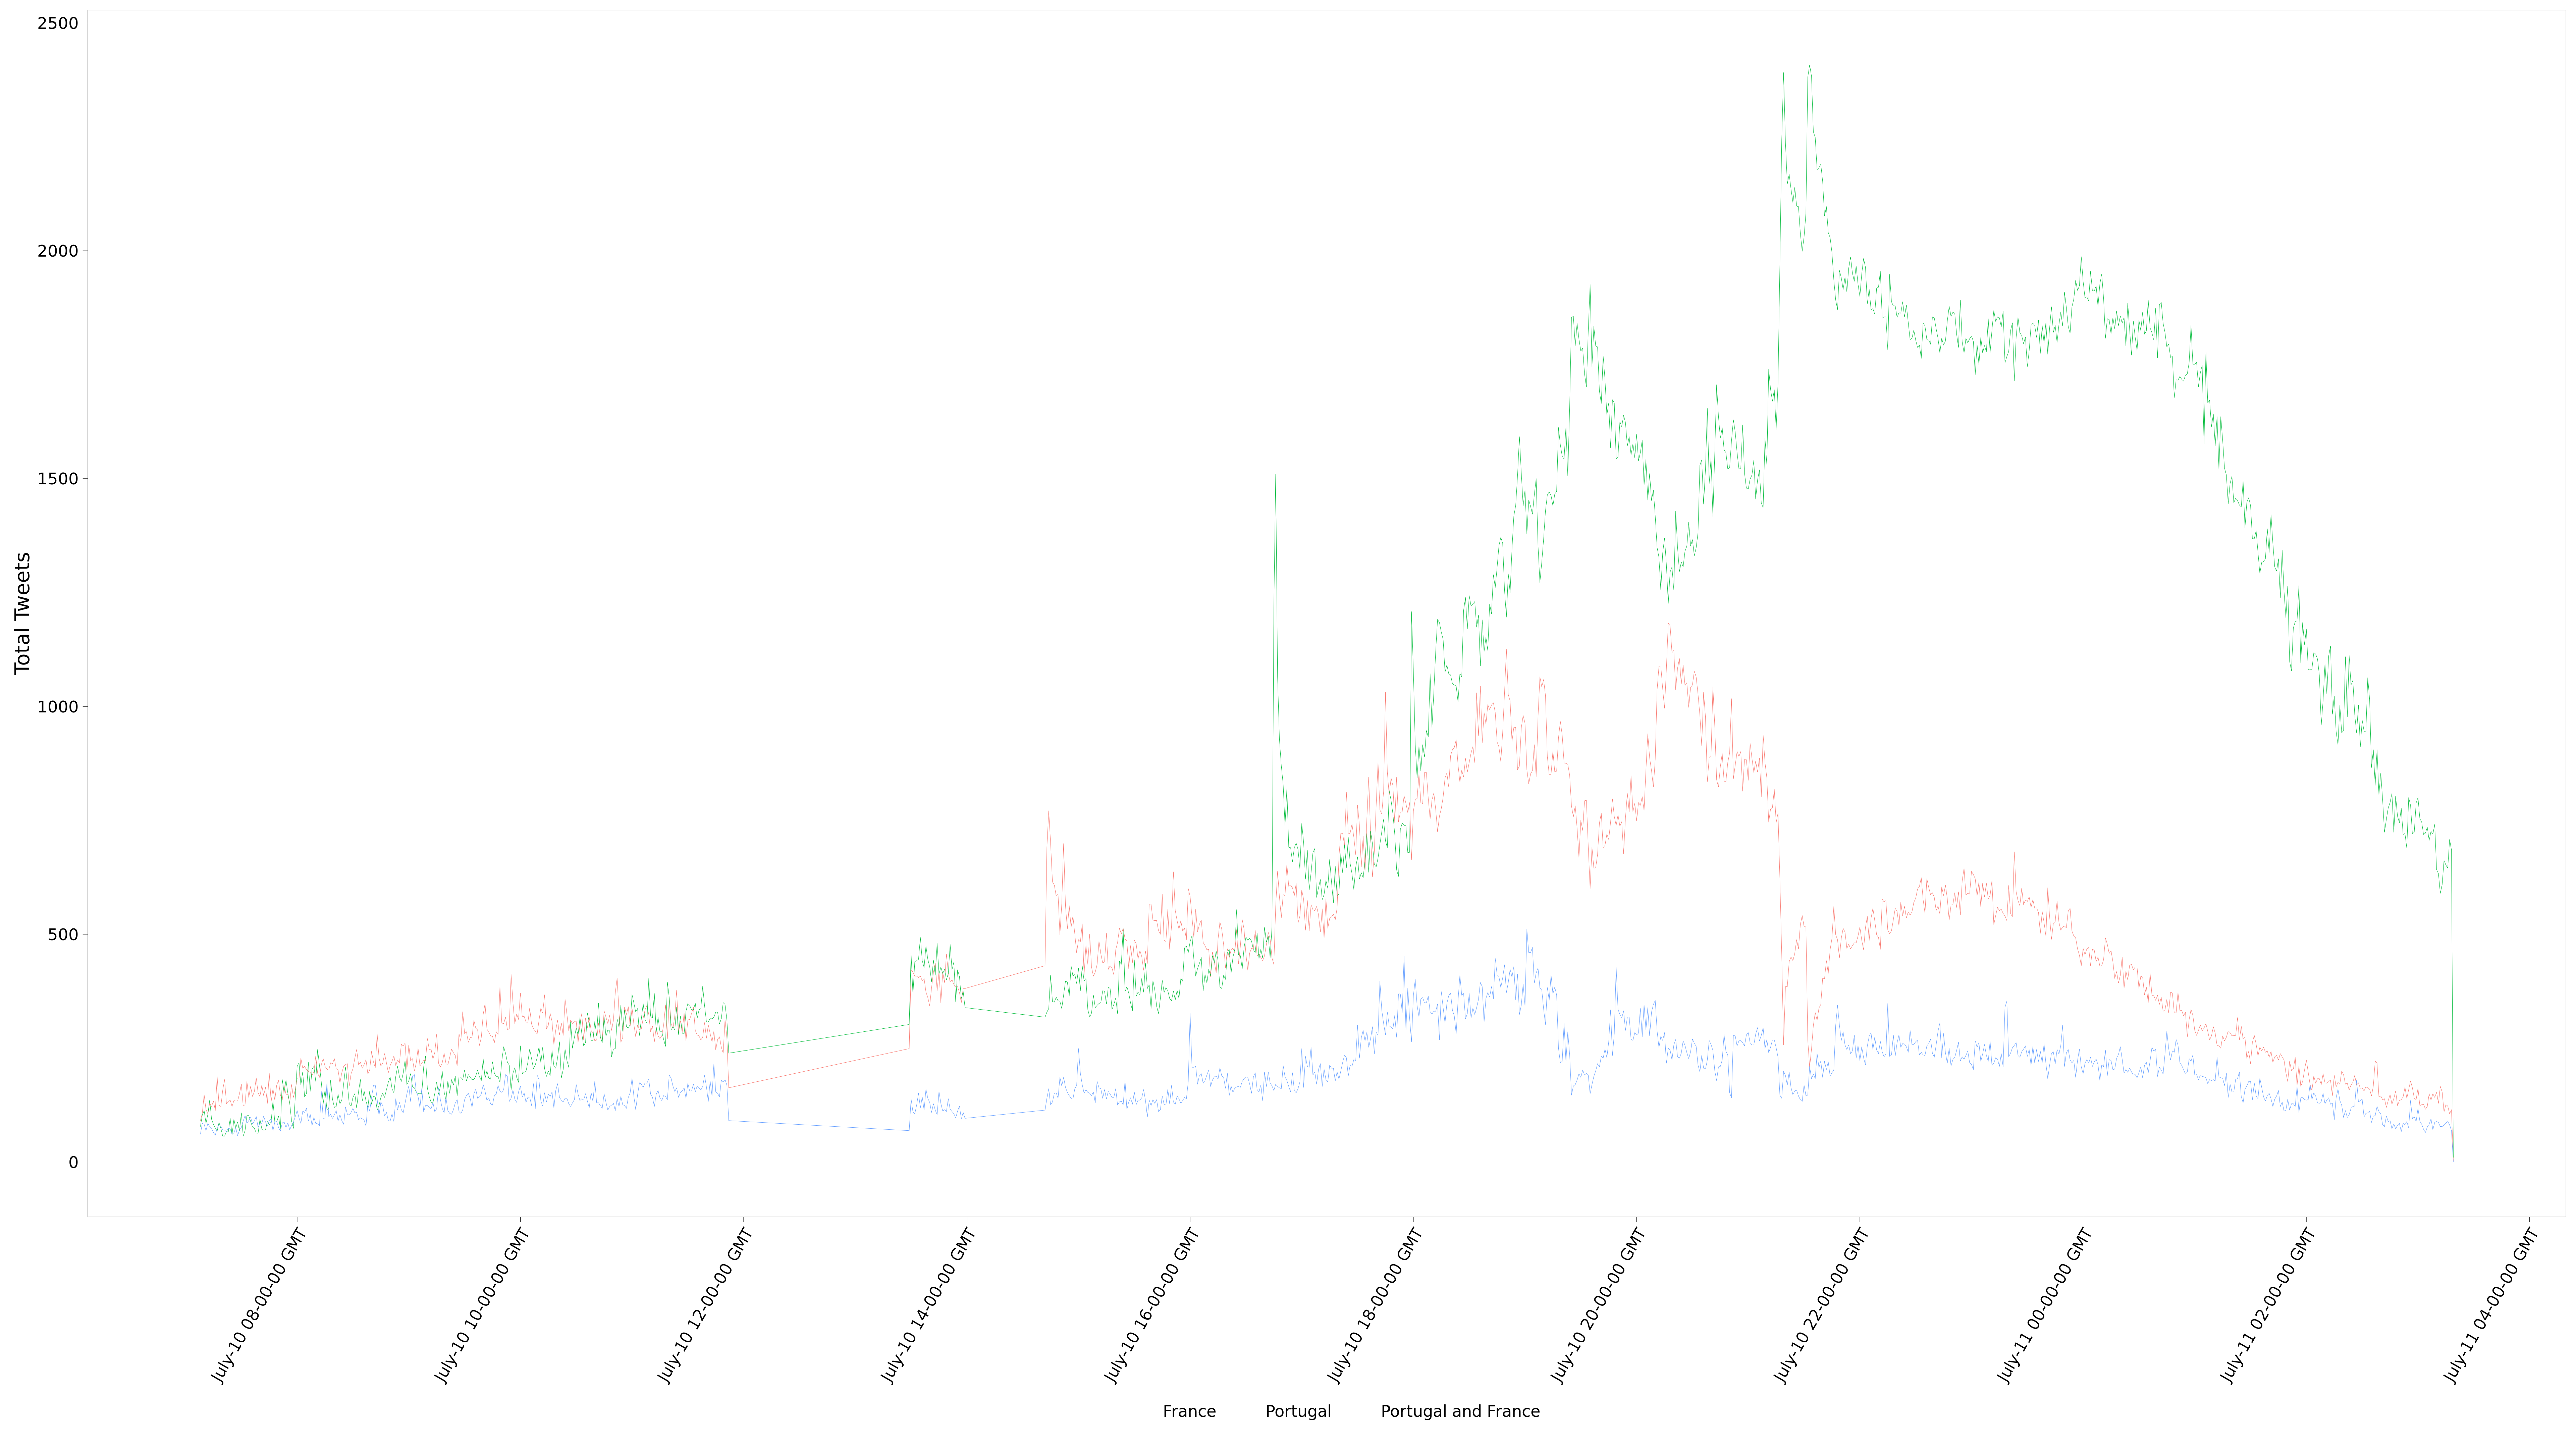 2500
2000
1500
1000
500
0
Total Tweets
July-10 08-00-00 GMT
July-10 10-00-00 GMT
July-10 12-00-00 GMT
July-10 14-00-00 GMT
July-10 16-00-00 GMT
July-10 18-00-00 GMT
July-10 20-00-00 GMT
July-10 22-00-00 GMT
July-11 00-00-00 GMT
July-11 02-00-00 GMT
July-11 04-00-00 GMT
France Portugal Portugal and France